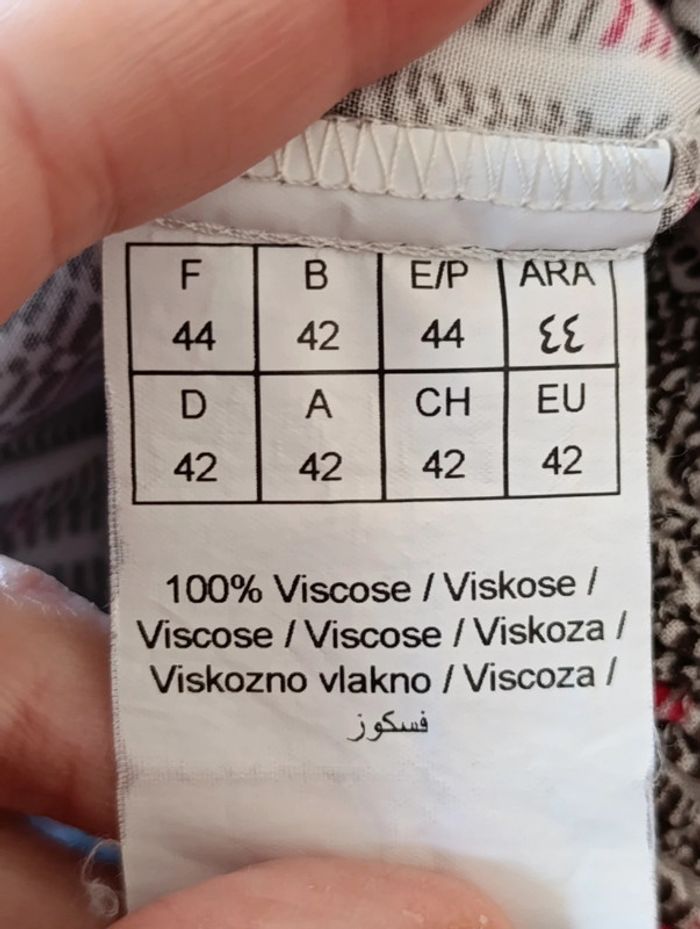 F B E/P ARA
44 42 44 ٤٤
D A CH EU
42 42 42 42
100% Viscose / Viskose /
Viscose / Viscose / Viskoza /
Viskozno vlakno / Viscoza /
فسكوز